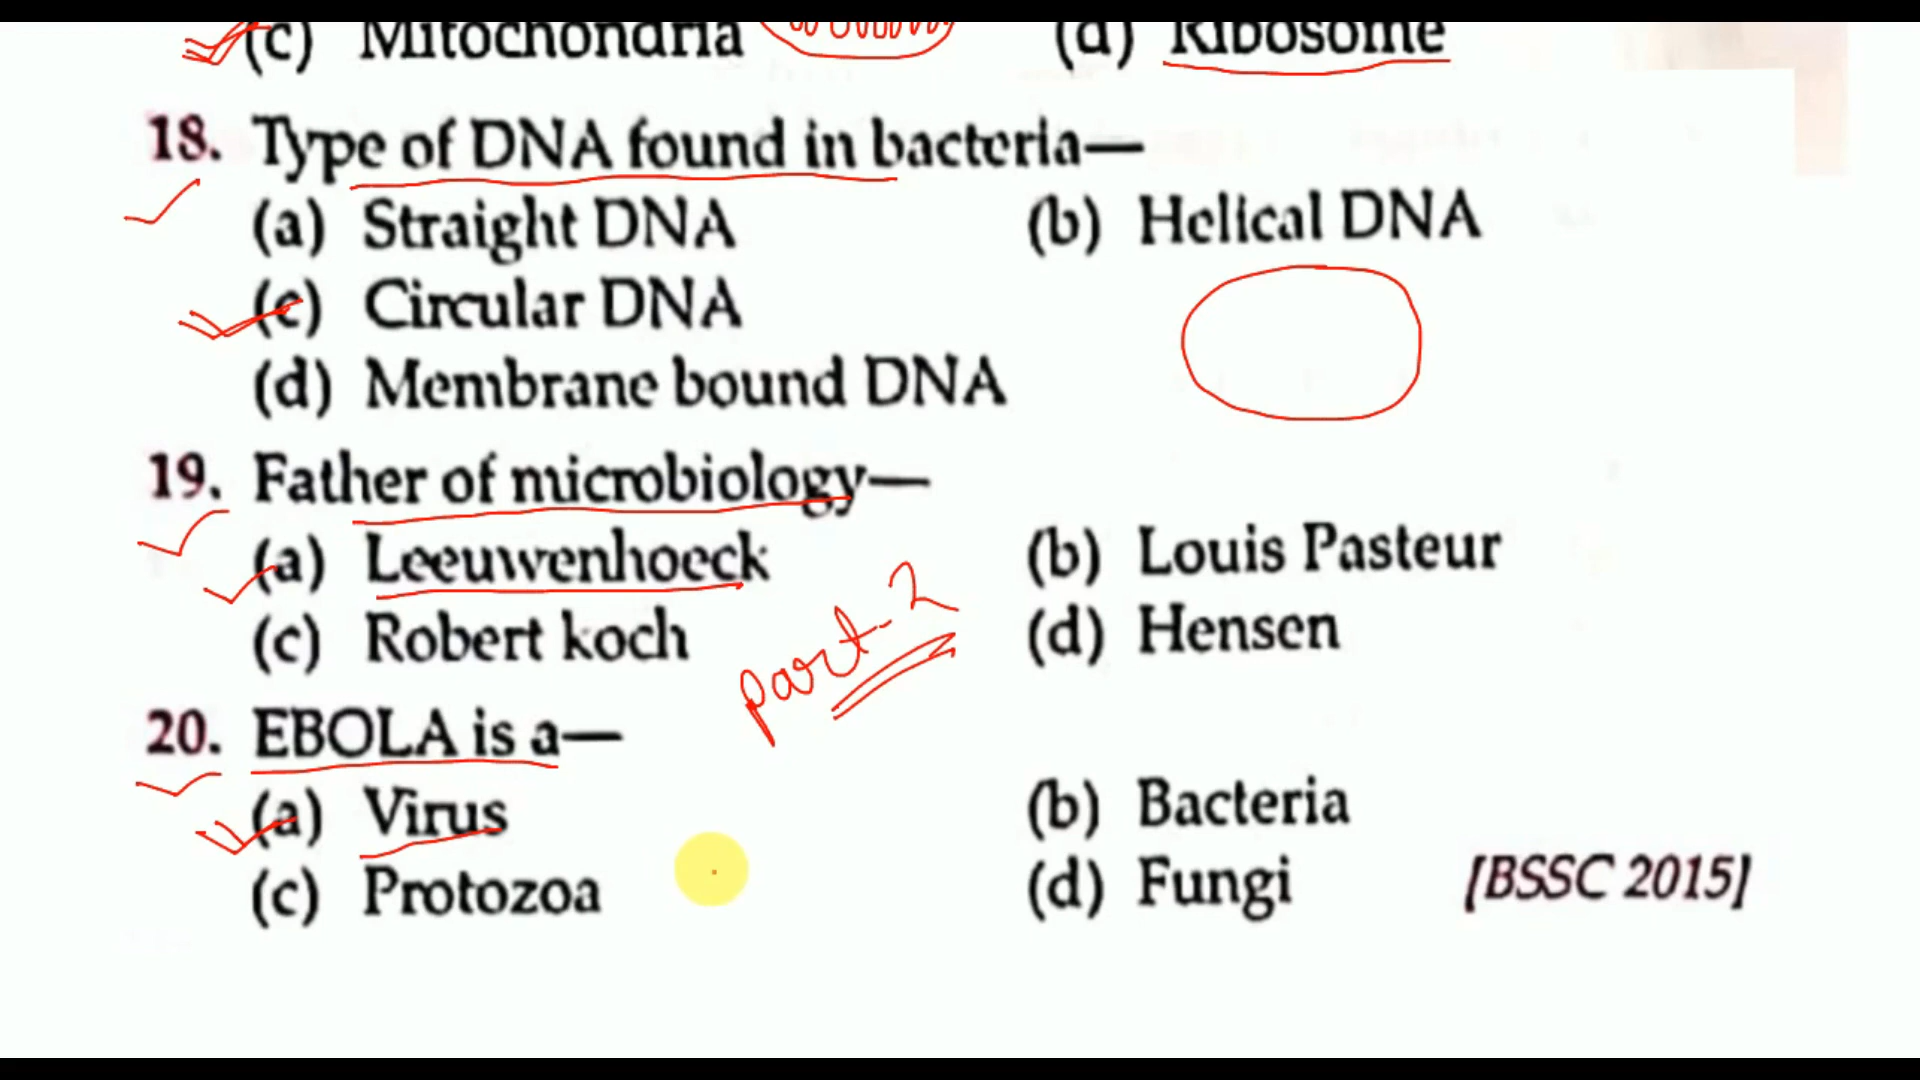 (c) Mitochondria (d) Ribosome
18. Type of DNA found in bacteria—
(a) Straight DNA (b) Helical DNA
(c) Circular DNA
(d) Membrane bound DNA
19. Father of microbiology—
(a) Leeuwenhoeck (b) Louis Pasteur
(c) Robert koch (d) Hensen
part-2
20. EBOLA is a—
(a) Virus (b) Bacteria
(c) Protozoa (d) Fungi [BSSC 2015]